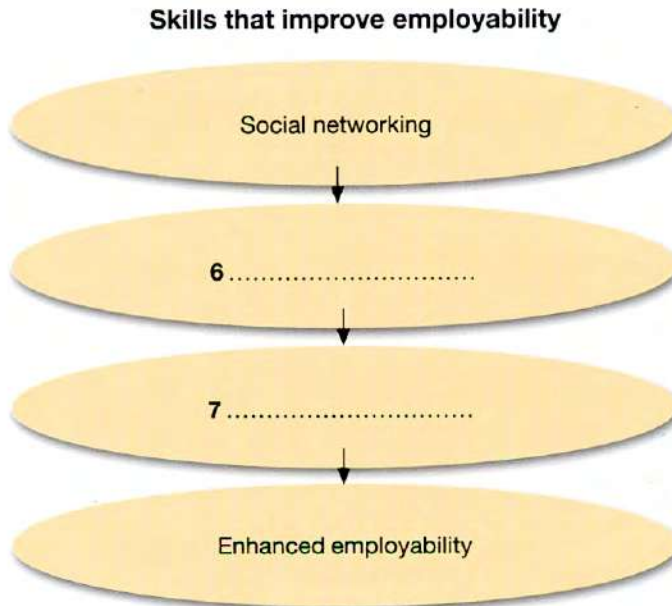 Skills that improve employability
Social networking
6 ..............................
7 ..............................
Enhanced employability